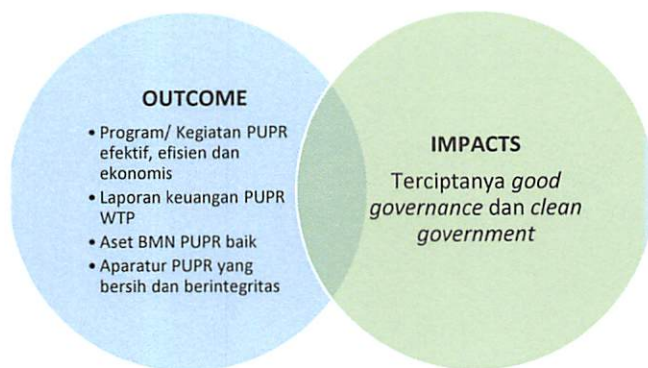 OUTCOME
• Program/ Kegiatan PUPR
efektif, efisien dan
ekonomis
• Laporan keuangan PUPR
WTP
• Aset BMN PUPR baik
• Aparatur PUPR yang
bersih dan berintegritas
IMPACTS
Terciptanya good
governance dan clean
government